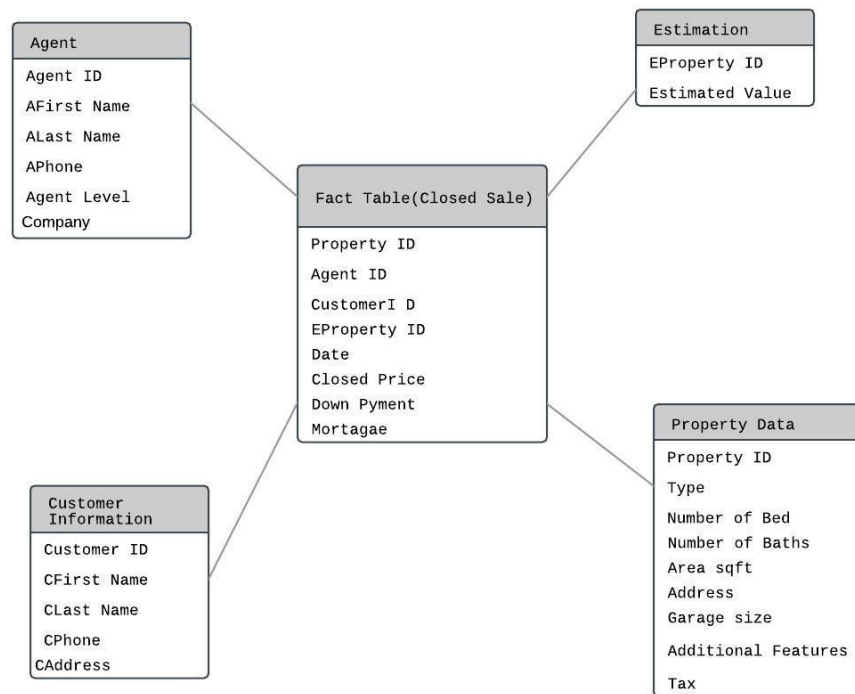 Agent
Agent ID
AFirst Name
ALast Name
APhone
Agent Level
Company
Estimation
EProperty ID
Estimated Value
Fact Table(Closed Sale)
Property ID
Agent ID
CustomerI D
EProperty ID
Date
Closed Price
Down Pyment
Mortagae
Customer
Information
Customer ID
CFirst Name
CLast Name
CPhone
CAddress
Property Data
Property ID
Type
Number of Bed
Number of Baths
Area sqft
Address
Garage size
Additional Features
Tax